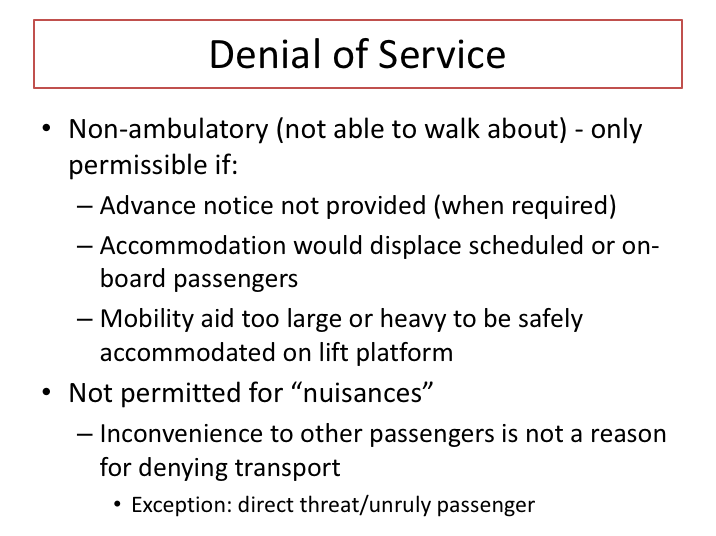 Denial of Service
• Non-ambulatory (not able to walk about) - only
permissible if:
– Advance notice not provided (when required)
– Accommodation would displace scheduled or on-
board passengers
– Mobility aid too large or heavy to be safely
accommodated on lift platform
• Not permitted for “nuisances”
– Inconvenience to other passengers is not a reason
for denying transport
• Exception: direct threat/unruly passenger